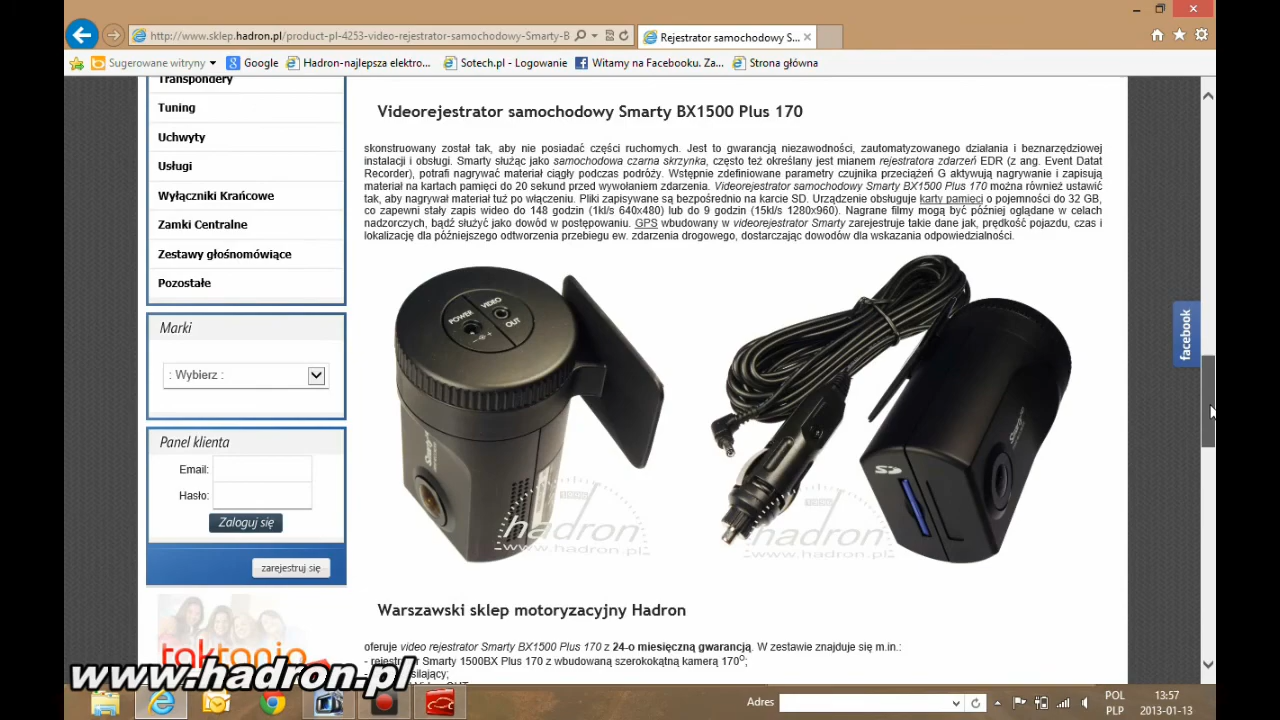 http://www.sklep.hadron.pl/product-pl-4253-video-rejestrator-samochodowy-Smarty-B
Rejestrator samochodowy S...
Sugerowane witryny
Google
Hadron-najlepsza elektro...
Sotech.pl - Logowanie
Witamy na Facebooku. Za...
Strona główna
Transpondery
Tuning
Uchwyty
Usługi
Wyłączniki Krańcowe
Zamki Centralne
Zestawy głośnomówiące
Pozostałe
Marki
: Wybierz :
Panel klienta
Email:
Hasło:
Zaloguj się
zarejestruj się
taktanio
Videorejestrator samochodowy Smarty BX1500 Plus 170
skonstruowany został tak, aby nie posiadać części ruchomych. Jest to gwarancją niezawodności, zautomatyzowanego działania i beznarzędziowej
instalacji i obsługi. Smarty służąc jako samochodowa czarna skrzynka, często też określany jest mianem rejestratora zdarzeń EDR (z ang. Event Datat
Recorder), potrafi nagrywać materiał ciągły podczas podróży. Wstępnie zdefiniowane parametry czujnika przeciążeń G aktywują nagrywanie i zapisują
materiał na kartach pamięci do 20 sekund przed wywołaniem zdarzenia. Videorejestrator samochodowy Smarty BX1500 Plus 170 można również ustawić
tak, aby nagrywał materiał tuż po włączeniu. Pliki zapisywane są bezpośrednio na karcie SD. Urządzenie obsługuje karty pamięci o pojemności do 32 GB,
co zapewni stały zapis wideo do 148 godzin (1kl/s 640x480) lub do 9 godzin (15kl/s 1280x960). Nagrane filmy mogą być później oglądane w celach
nadzorczych, bądź służyć jako dowód w postępowaniu. GPS wbudowany w videorejestrator Smarty zarejestruje takie dane jak, prędkość pojazdu, czas i
lokalizację dla późniejszego odtworzenia przebiegu ew. zdarzenia drogowego, dostarczając dowodów dla wskazania odpowiedzialności.
POWER
VIDEO
OUT
Smarty
hadron
www.hadron.pl
SD
Smarty
hadron
www.hadron.pl
facebook
Warszawski sklep motoryzacyjny Hadron
oferuje video rejestrator Smarty BX1500 Plus 170 z 24-o miesięczną gwarancją. W zestawie znajduje się m.in.:
- rejestrator Smarty 1500BX Plus 170 z wbudowaną szerokokątną kamerą 170°;
www.hadron.pl
Adres
POL
PLP
13:57
2013-01-13